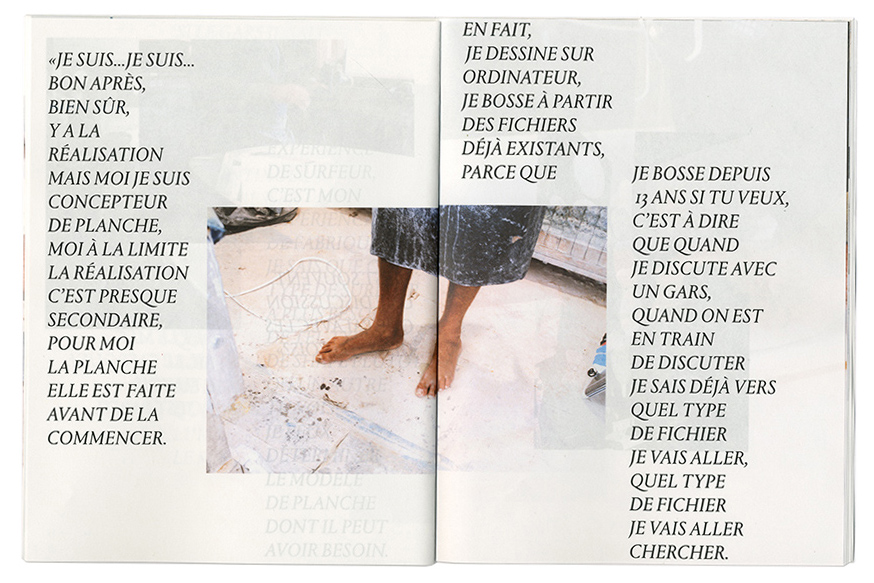 «JE SUIS...JE SUIS...
BON APRÈS,
BIEN SÛR,
Y A LA
RÉALISATION
MAIS MOI JE SUIS
CONCEPTEUR
DE PLANCHE,
MOI À LA LIMITE
LA RÉALISATION
C'EST PRESQUE
SECONDAIRE,
POUR MOI
LA PLANCHE
ELLE EST FAITE
AVANT DE LA
COMMENCER.
EXPÉRIENCE
DE SURFEUR,
C'EST MON
EXPÉRIENCE
LE MODÈLE
DE PLANCHE
DONT IL PEUT
AVOIR BESOIN.
EN FAIT,
JE DESSINE SUR
ORDINATEUR,
JE BOSSE À PARTIR
DES FICHIERS
DÉJÀ EXISTANTS,
PARCE QUE
JE BOSSE DEPUIS
13 ANS SI TU VEUX,
C'EST À DIRE
QUE QUAND
JE DISCUTE AVEC
UN GARS,
QUAND ON EST
EN TRAIN
DE DISCUTER
JE SAIS DÉJÀ VERS
QUEL TYPE
DE FICHIER
JE VAIS ALLER,
QUEL TYPE
DE FICHIER
JE VAIS ALLER
CHERCHER.